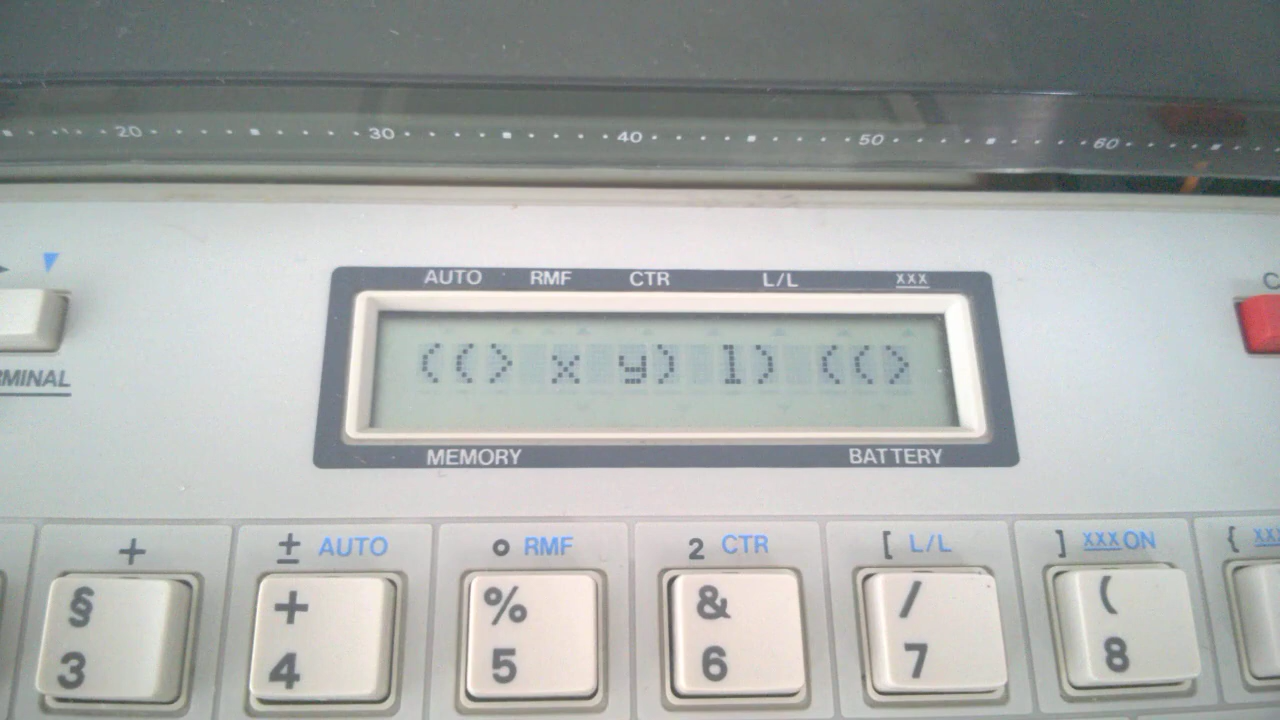 20 30 40 50 60
AUTO RMF CTR L/L xxx
(() x y) 1) (()
RMINAL
MEMORY BATTERY
+ ± AUTO o RMF 2 CTR [ L/L ] xxx ON { xx
§ + % & / (
3 4 5 6 7 8